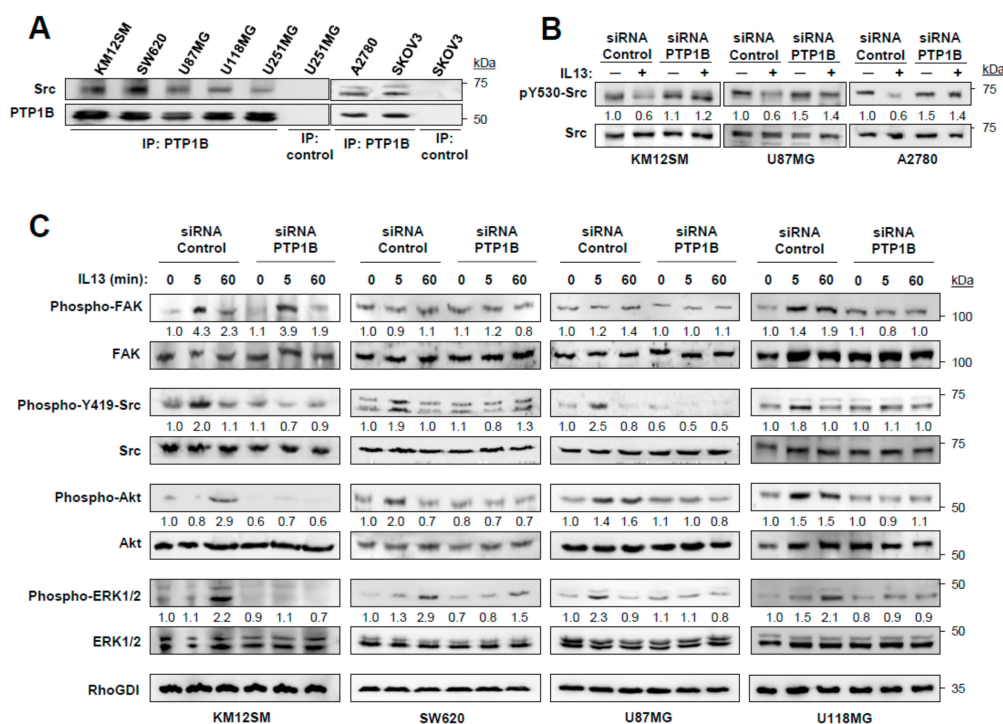 A
KM12SM SW620 U87MG U118MG U251MG U251MG A2780 SKOV3 SKOV3
kDa
Src 75
PTP1B 50
IP: PTP1B IP: control IP: PTP1B IP: control
B
siRNA Control siRNA PTP1B siRNA Control siRNA PTP1B siRNA Control siRNA PTP1B
IL13: — + — + — + — + — + — + kDa
pY530-Src 75
1.0 0.6 1.1 1.2 1.0 0.6 1.5 1.4 1.0 0.6 1.5 1.4
Src 75
KM12SM U87MG A2780
C
siRNA Control siRNA PTP1B siRNA Control siRNA PTP1B siRNA Control siRNA PTP1B siRNA Control siRNA PTP1B
IL13 (min): 0 5 60 0 5 60 0 5 60 0 5 60 0 5 60 0 5 60 0 5 60 0 5 60 kDa
Phospho-FAK 100
1.0 4.3 2.3 1.1 3.9 1.9 1.0 0.9 1.1 1.1 1.2 0.8 1.0 1.2 1.4 1.0 1.0 1.1 1.0 1.4 1.9 1.1 0.8 1.0
FAK 100
Phospho-Y419-Src 75
1.0 2.0 1.1 1.1 0.7 0.9 1.0 1.9 1.0 1.1 0.8 1.3 1.0 2.5 0.8 0.6 0.5 0.5 1.0 1.8 1.0 1.0 1.1 1.0
Src 75
Phospho-Akt 50
1.0 0.8 2.9 0.6 0.7 0.6 1.0 2.0 0.7 0.8 0.7 0.7 1.0 1.4 1.6 1.1 1.0 0.8 1.0 1.5 1.5 1.0 0.9 1.1
Akt 50
Phospho-ERK1/2 50
1.0 1.1 2.2 0.9 1.1 0.7 1.0 1.3 2.9 0.7 0.8 1.5 1.0 2.3 0.9 1.1 1.1 0.8 1.0 1.5 2.1 0.8 0.9 0.9
ERK1/2 50
RhoGDI 35
KM12SM SW620 U87MG U118MG